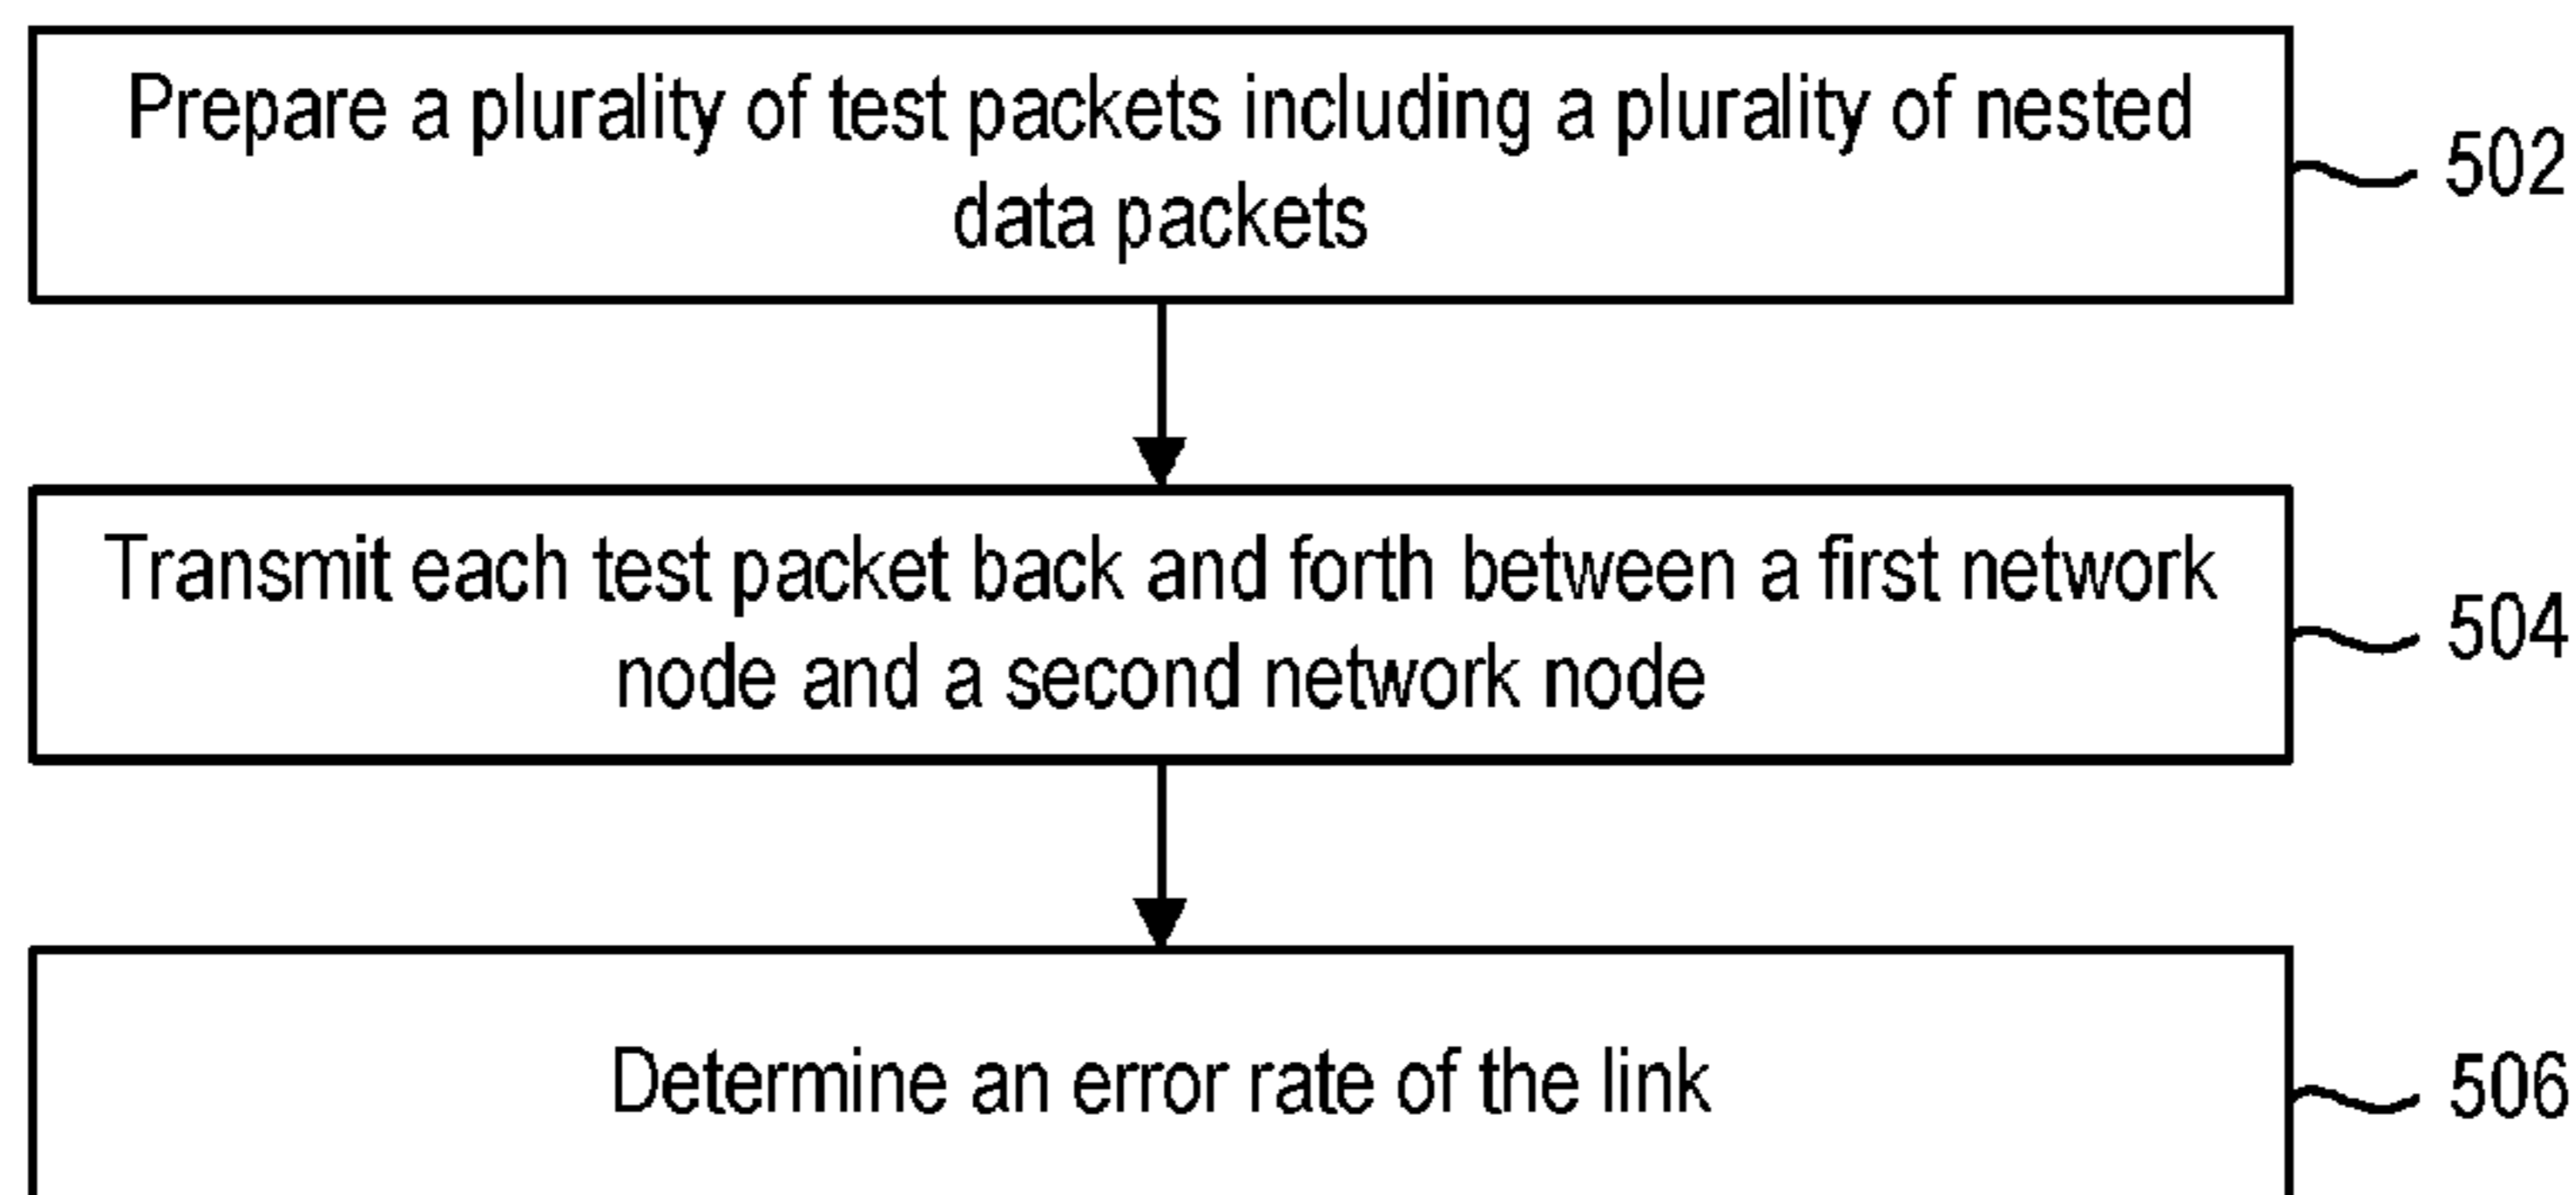 Prepare a plurality of test packets including a plurality of nested
data packets
502
Transmit each test packet back and forth between a first network
node and a second network node
504
Determine an error rate of the link
506